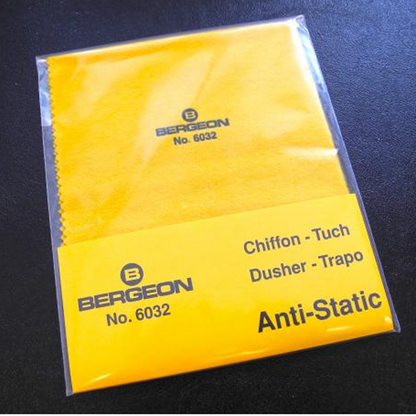 B
BERGEON
No. 6032
B
BERGEON
No. 6032
Chiffon - Tuch
Dusher - Trapo
Anti-Static